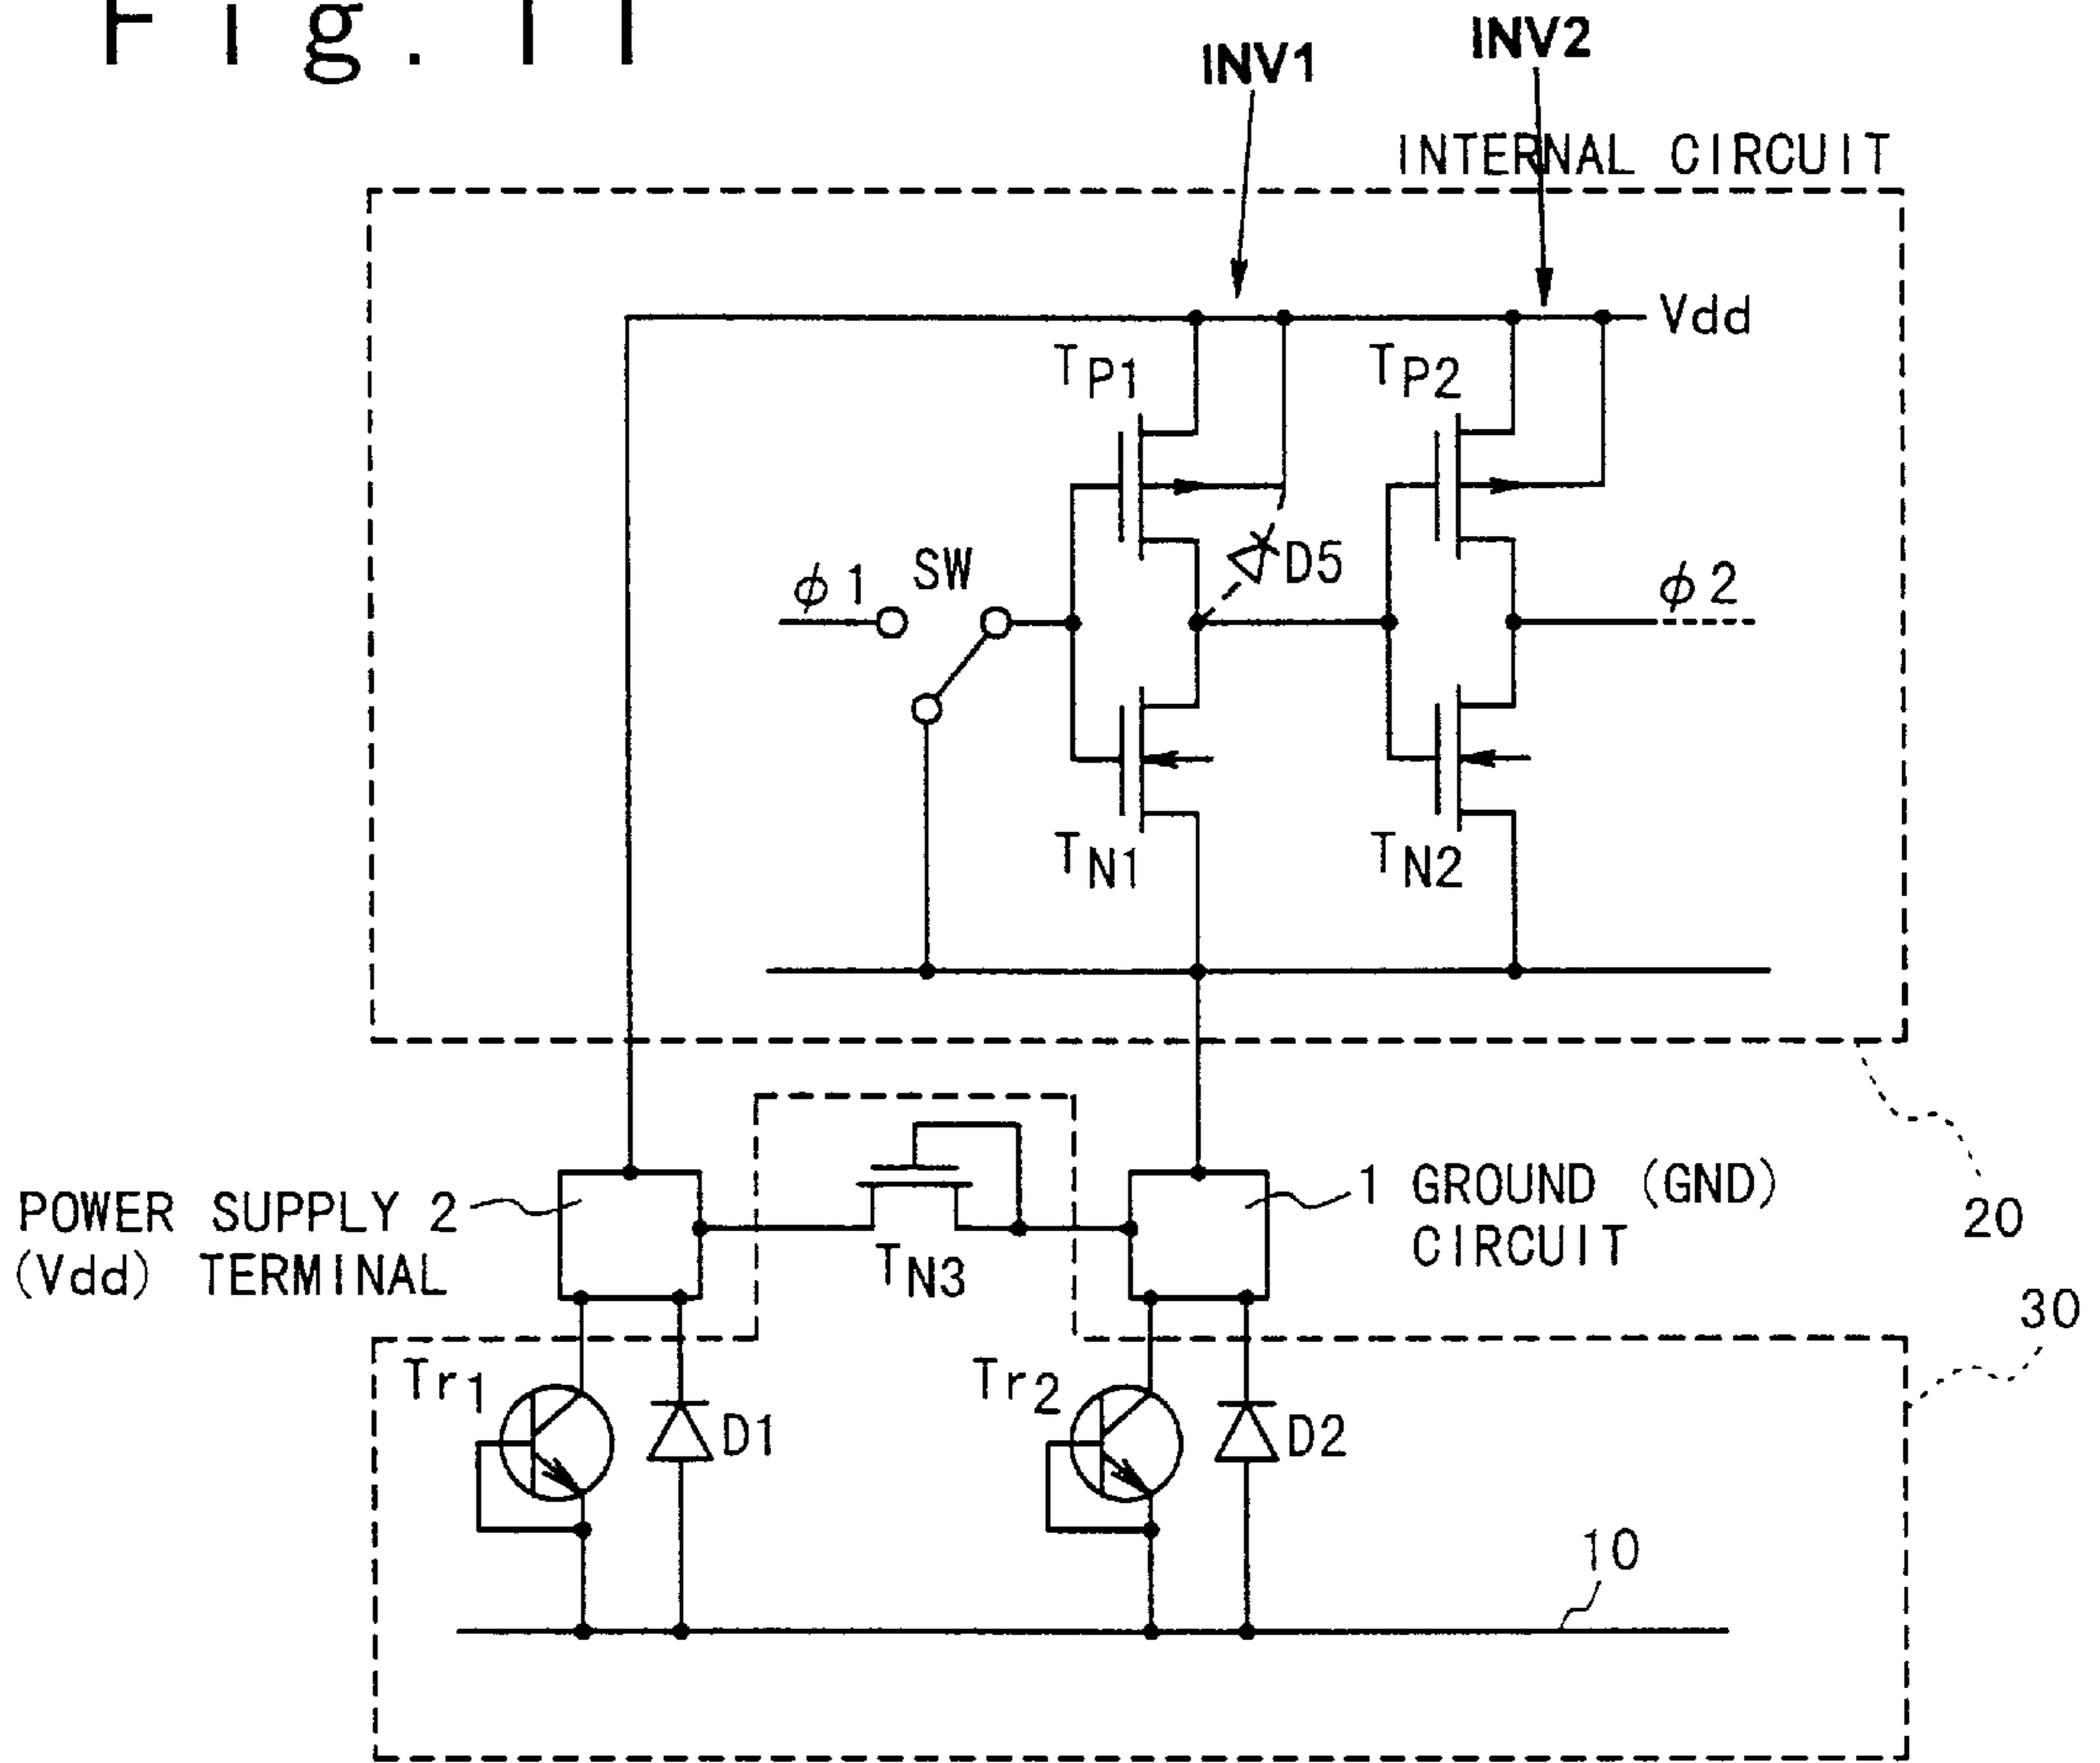 Fig. 11
INV1
INV2
INTERNAL CIRCUIT
Vdd
TP1
TP2
D5
SW
φ1
φ2
TN1
TN2
20
POWER SUPPLY 2
(Vdd) TERMINAL
TN3
1 GROUND (GND)
CIRCUIT
30
Tr1
D1
Tr2
D2
10